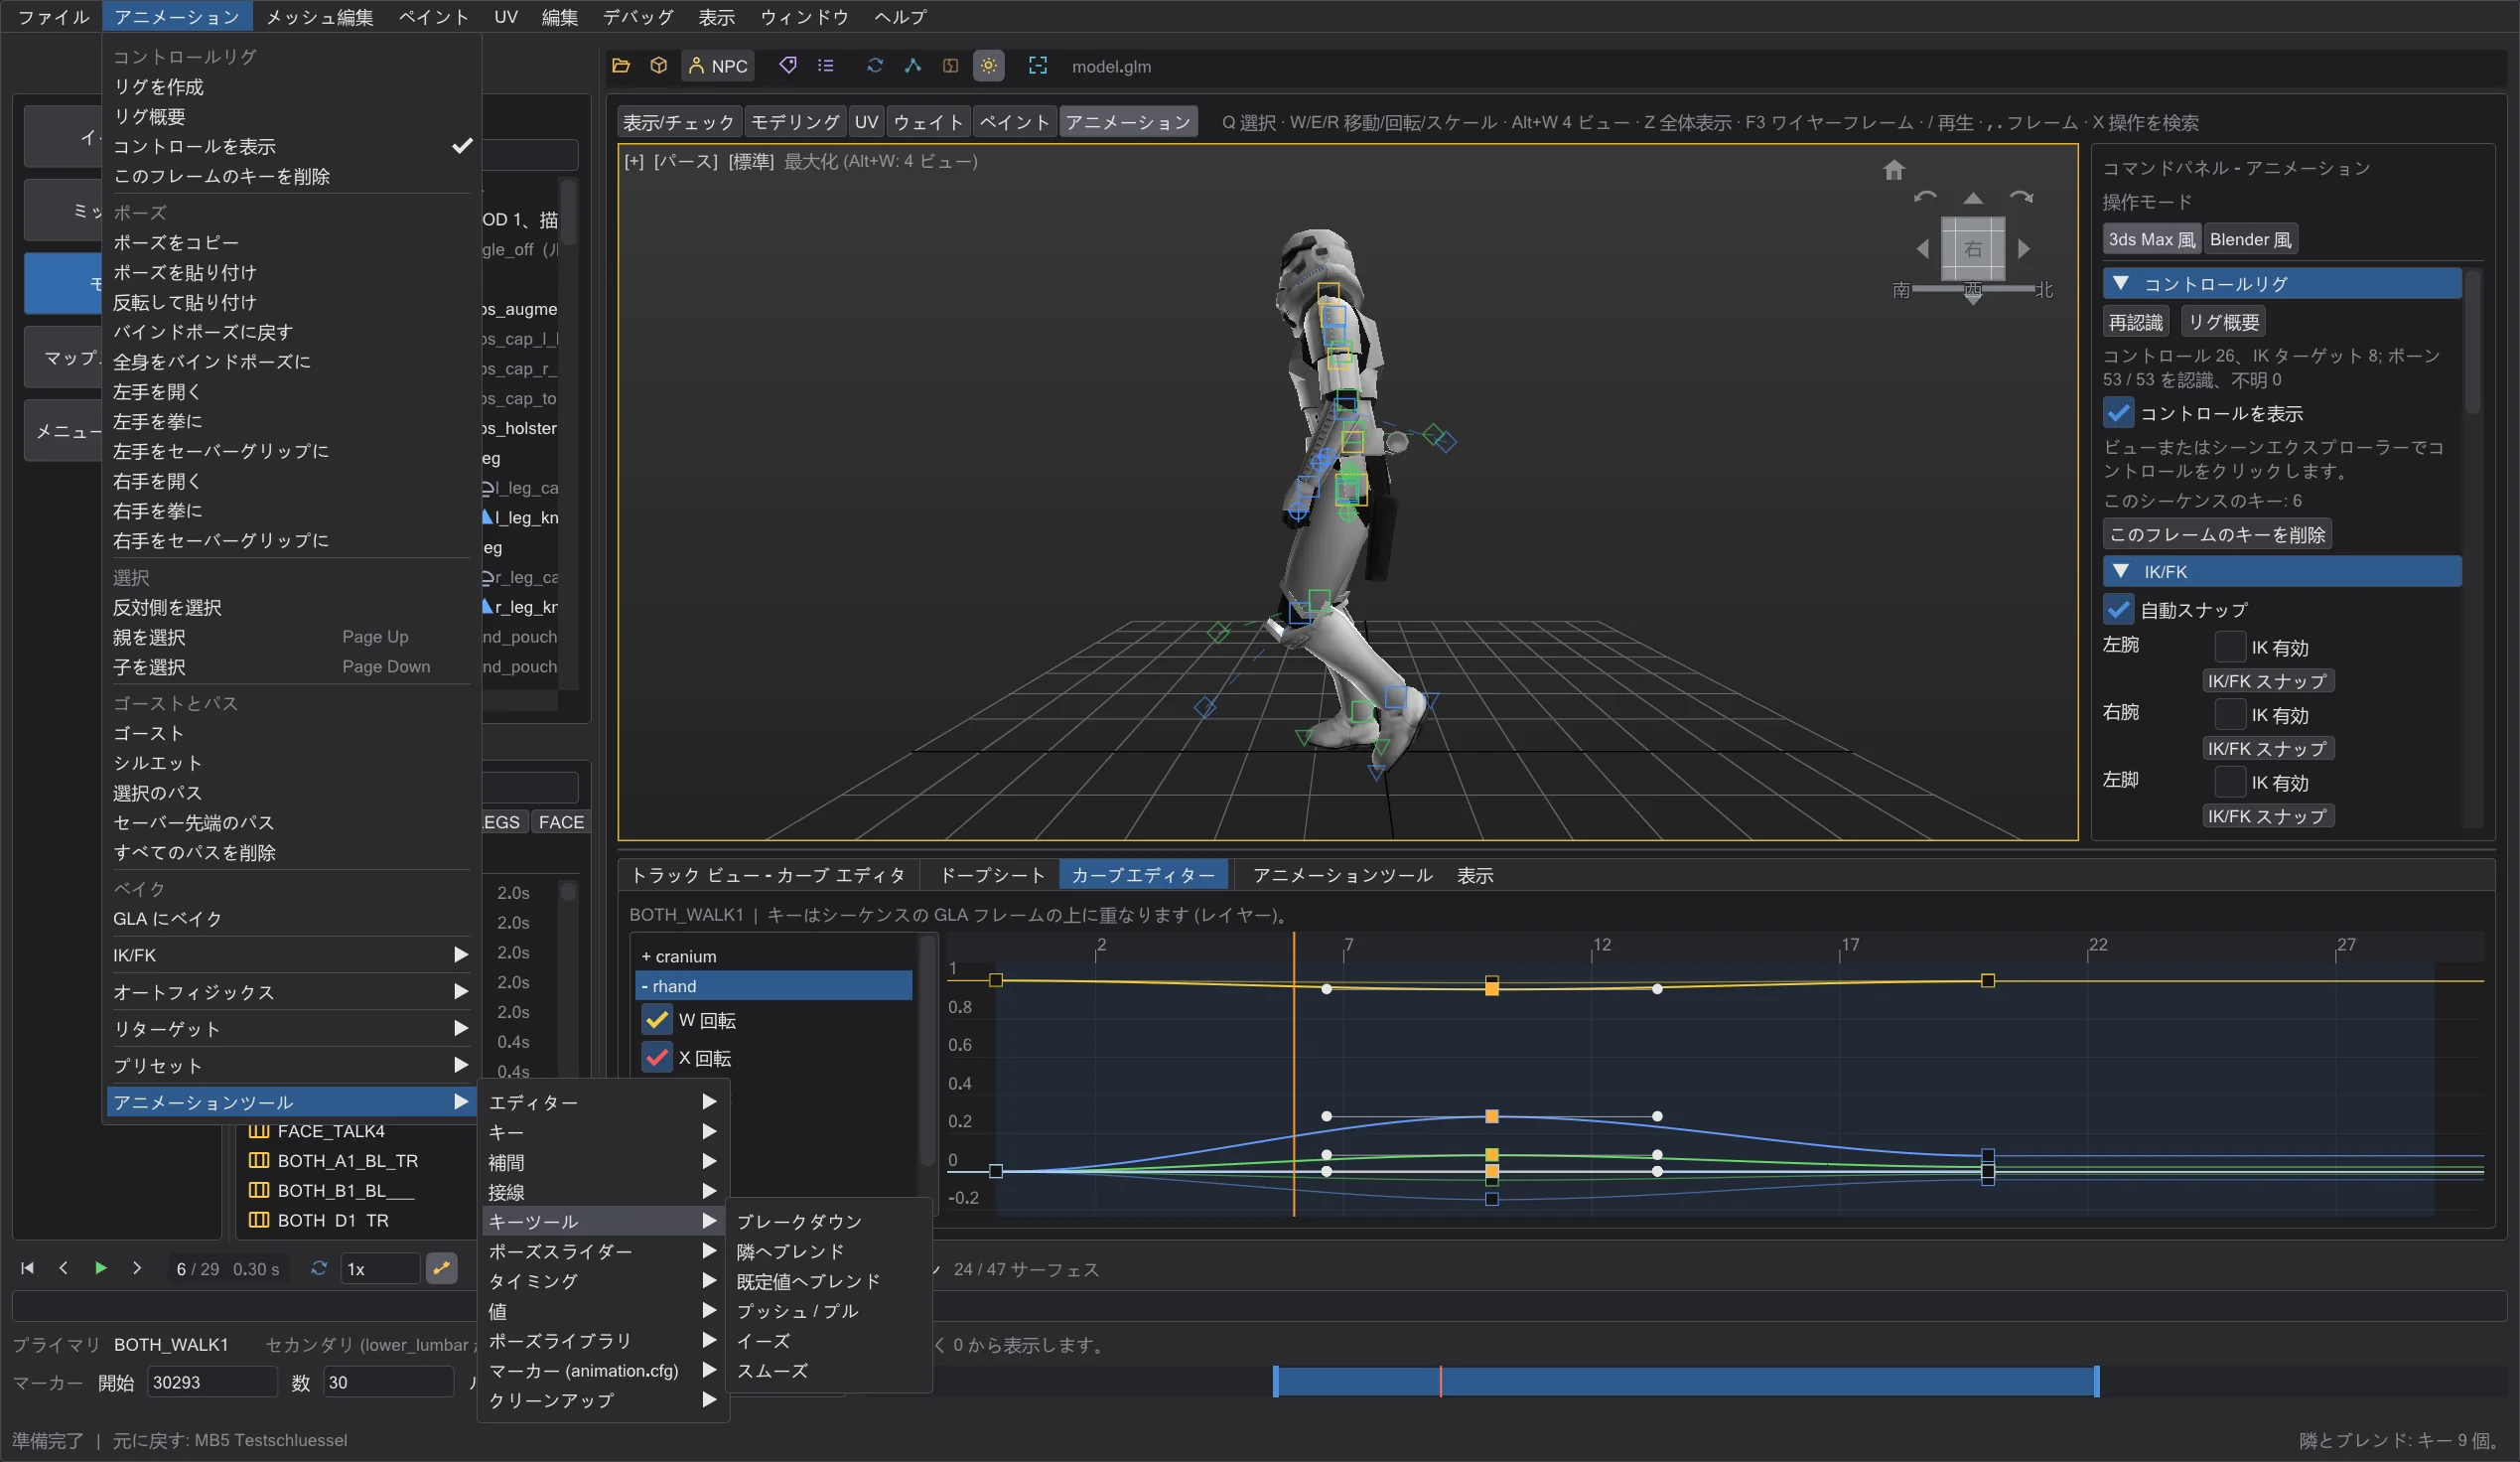 ファイル アニメーション メッシュ編集 ペイント UV 編集 デバッグ 表示 ウィンドウ ヘルプ
コントロールリグ
リグを作成
リグ概要
コントロールを表示
このフレームのキーを削除
ポーズ
ポーズをコピー
ポーズを貼り付け
反転して貼り付け
バインドポーズに戻す
全身をバインドポーズに
左手を開く
左手を拳に
左手をセーバーグリップに
右手を開く
右手を拳に
右手をセーバーグリップに
選択
反対側を選択
親を選択 Page Up
子を選択 Page Down
ゴーストとパス
ゴースト
シルエット
選択のパス
セーバー先端のパス
すべてのパスを削除
ベイク
GLA にベイク
IK/FK
オートフィジックス
リターゲット
プリセット
アニメーションツール
エディター
キー
補間
接線
キーツール
ポーズスライダー
タイミング
値
ポーズライブラリ
マーカー (animation.cfg)
クリーンアップ
ブレークダウン
隣へブレンド
既定値へブレンド
プッシュ / プル
イーズ
スムーズ
マップ
メニュー
OD 1、描
gle_off
os_augme
os_cap_l_l
os_cap_r_
os_cap_to
os_holster
eg
l_leg_ca
l_leg_kn
eg
r_leg_ca
r_leg_kn
nd_pouch
nd_pouch
EGS FACE
2.0s
2.0s
2.0s
2.0s
2.0s
0.4s
0.4s
FACE_TALK4
BOTH_A1_BL_TR
BOTH_B1_BL___
BOTH_D1_TR
NPC model.glm
表示/チェック モデリング UV ウェイト ペイント アニメーション Q 選択 · W/E/R 移動/回転/スケール · Alt+W 4 ビュー · Z 全体表示 · F3 ワイヤーフレーム · / 再生 · , . フレーム · X 操作を検索
[+] [パース] [標準] 最大化 (Alt+W: 4 ビュー)
右
南 西 北
コマンドパネル - アニメーション
操作モード
3ds Max 風 Blender 風
コントロールリグ
再認識 リグ概要
コントロール 26、IK ターゲット 8; ボーン
53 / 53 を認識、不明 0
コントロールを表示
ビューまたはシーンエクスプローラーでコ
ントロールをクリックします。
このシーケンスのキー: 6
このフレームのキーを削除
IK/FK
自動スナップ
左腕 IK 有効
IK/FK スナップ
右腕 IK 有効
IK/FK スナップ
左脚 IK 有効
IK/FK スナップ
トラック ビュー - カーブ エディタ ドープシート カーブエディター アニメーションツール 表示
BOTH_WALK1 | キーはシーケンスの GLA フレームの上に重なります (レイヤー)。
+ cranium
- rhand
W 回転
X 回転
2 7 12 17 22 27
1
0.8
0.6
0.4
0.2
0
-0.2
6 / 29 0.30 s 1x 24 / 47 サーフェス
プライマリ BOTH_WALK1 セカンダリ (lower_lumbar く 0 から表示します。
マーカー 開始 30293 数 30
準備完了 | 元に戻す: MB5 Testschluessel
隣とブレンド: キー 9 個。